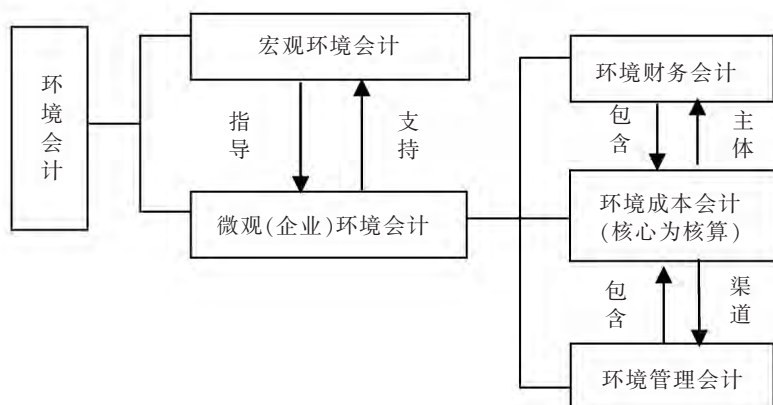 环境会计
宏观环境会计
指导
支持
微观(企业)环境会计
环境财务会计
包含
主体
环境成本会计
(核心为核算)
包含
渠道
环境管理会计